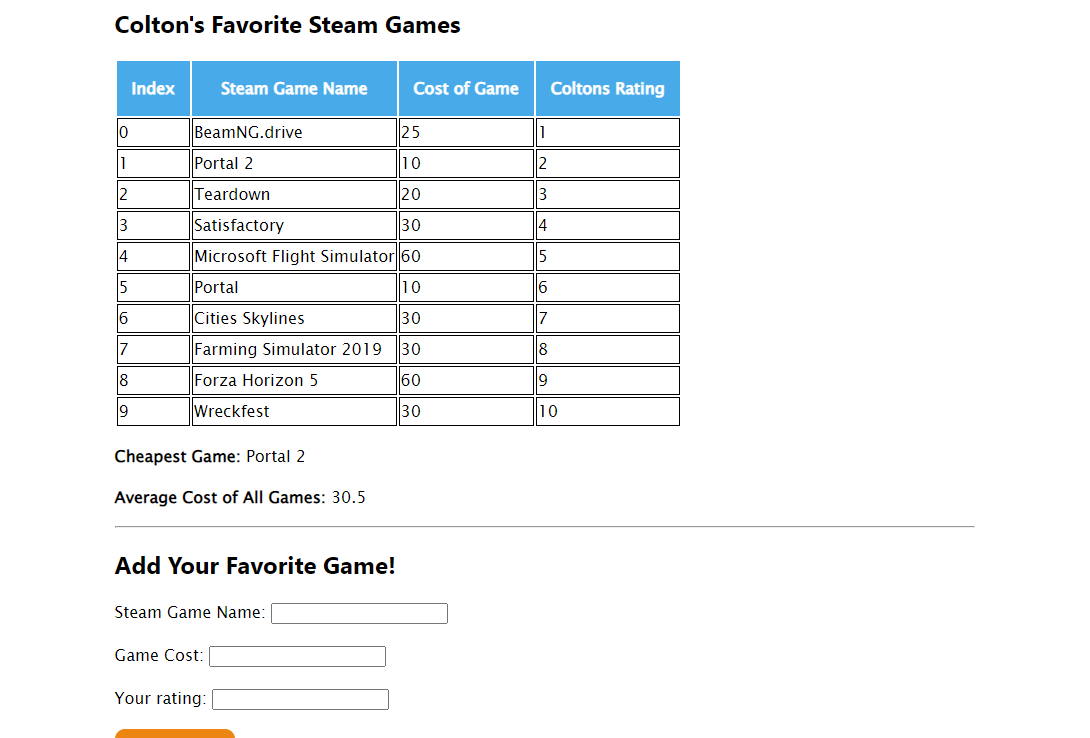 Colton's Favorite Steam Games
Index Steam Game Name Cost of Game Coltons Rating
0 BeamNG.drive 25 1
1 Portal 2 10 2
2 Teardown 20 3
3 Satisfactory 30 4
4 Microsoft Flight Simulator 60 5
5 Portal 10 6
6 Cities Skylines 30 7
7 Farming Simulator 2019 30 8
8 Forza Horizon 5 60 9
9 Wreckfest 30 10
Cheapest Game: Portal 2
Average Cost of All Games: 30.5
Add Your Favorite Game!
Steam Game Name:
Game Cost:
Your rating: